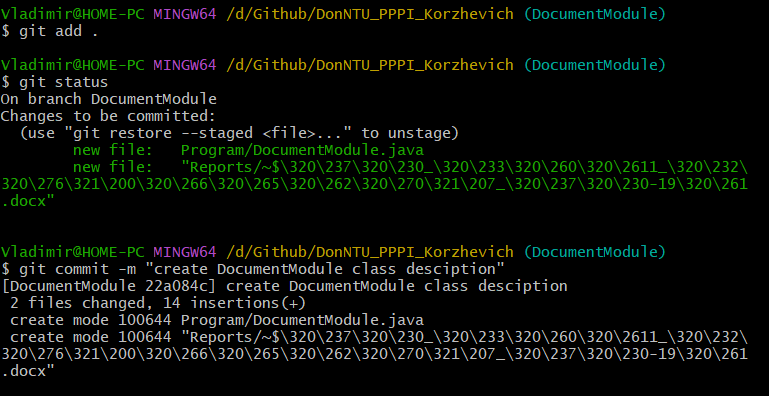 Vladimir@HOME-PC MINGW64 /d/Github/DonNTU_PPPI_Korzhevich (DocumentModule)
$ git add .
Vladimir@HOME-PC MINGW64 /d/Github/DonNTU_PPPI_Korzhevich (DocumentModule)
$ git status
On branch DocumentModule
Changes to be committed:
  (use "git restore --staged <file>..." to unstage)
        new file:   Program/DocumentModule.java
        new file:   "Reports/~$\320\237\320\230_\320\233\320\260\320\2611_\320\232\
320\276\321\200\320\266\320\265\320\262\320\270\321\207_\320\237\320\230-19\320\261
.docx"
Vladimir@HOME-PC MINGW64 /d/Github/DonNTU_PPPI_Korzhevich (DocumentModule)
$ git commit -m "create DocumentModule class desciption"
[DocumentModule 22a084c] create DocumentModule class desciption
 2 files changed, 14 insertions(+)
 create mode 100644 Program/DocumentModule.java
 create mode 100644 "Reports/~$\320\237\320\230_\320\233\320\260\320\2611_\320\232\
320\276\321\200\320\266\320\265\320\262\320\270\321\207_\320\237\320\230-19\320\261
.docx"